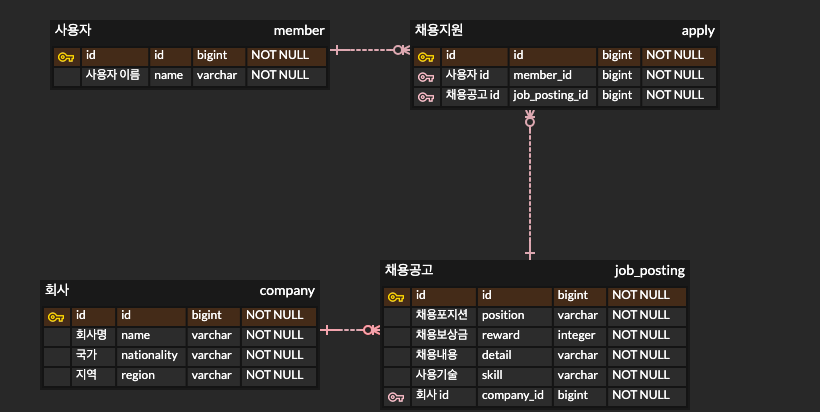 사용자 member
id id bigint NOT NULL
사용자 이름 name varchar NOT NULL
채용지원 apply
id id bigint NOT NULL
사용자 id member_id bigint NOT NULL
채용공고 id job_posting_id bigint NOT NULL
회사 company
id id bigint NOT NULL
회사명 name varchar NOT NULL
국가 nationality varchar NOT NULL
지역 region varchar NOT NULL
채용공고 job_posting
id id bigint NOT NULL
채용포지션 position varchar NOT NULL
채용보상금 reward integer NOT NULL
채용내용 detail varchar NOT NULL
사용기술 skill varchar NOT NULL
회사 id company_id bigint NOT NULL